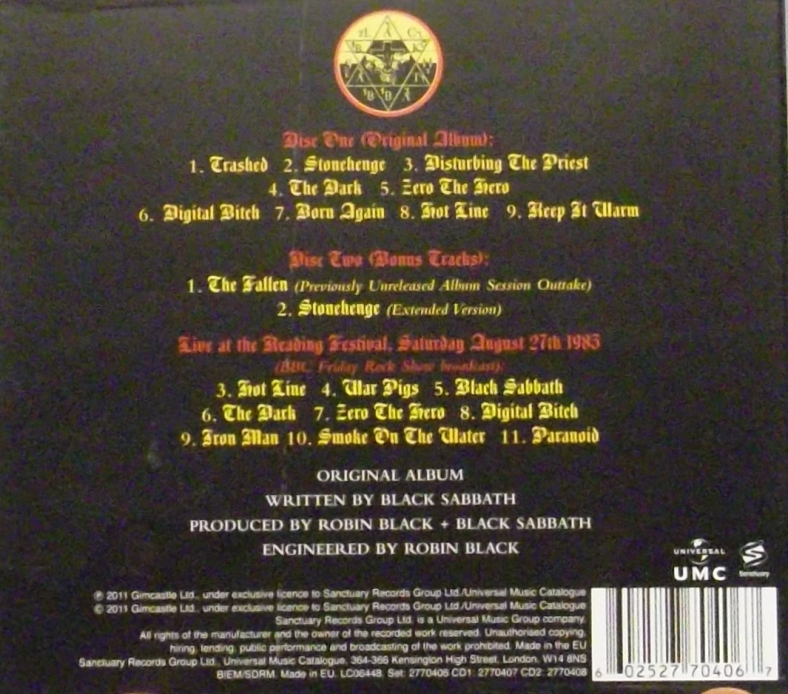 Disc One (Original Album):
1. Trashed 2. Stonehenge 3. Disturbing The Priest
4. The Dark 5. Zero The Hero
6. Digital Bitch 7. Born Again 8. Hot Line 9. Keep It Warm
Disc Two (Bonus Tracks):
1. The Fallen (Previously Unreleased Album Session Outtake)
2. Stonehenge (Extended Version)
Live at the Reading Festival, Saturday August 27th 1983
(BBC Friday Rock Show broadcast):
3. Hot Line 4. War Pigs 5. Black Sabbath
6. The Dark 7. Zero The Hero 8. Digital Bitch
9. Iron Man 10. Smoke On The Water 11. Paranoid
ORIGINAL ALBUM
WRITTEN BY BLACK SABBATH
PRODUCED BY ROBIN BLACK + BLACK SABBATH
ENGINEERED BY ROBIN BLACK
UNIVERSAL
UMC
Sanctuary
℗ 2011 Gimcastle Ltd., under exclusive licence to Sanctuary Records Group Ltd./Universal Music Catalogue
© 2011 Gimcastle Ltd., under exclusive licence to Sanctuary Records Group Ltd./Universal Music Catalogue
Sanctuary Records Group Ltd. is a Universal Music Group company.
All rights of the manufacturer and the owner of the recorded work reserved. Unauthorised copying,
hiring, lending, public performance and broadcasting of the work prohibited. Made in the EU
Sanctuary Records Group Ltd., Universal Music Catalogue, 364-366 Kensington High Street, London. W14 8NS
BIEM/SDRM. Made in EU. LC06448. Set: 2770406 CD1: 2770407 CD2: 2770408
6 02527 70406 7